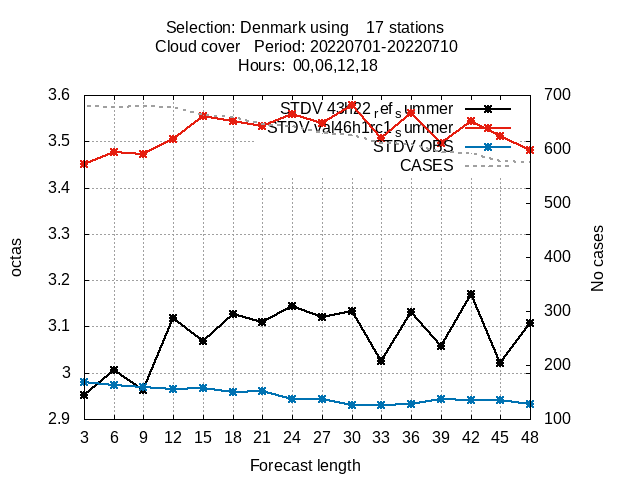 Selection: Denmark using    17 stations
Cloud cover   Period: 20220701-20220710
Hours: 00,06,12,18
3.6
3.5
3.4
3.3
3.2
3.1
3
2.9
octas
700
600
500
400
300
200
100
No cases
STDV 43h22_ref_summer
STDV val46h1rc1_summer
STDV OBS
CASES
3 6 9 12 15 18 21 24 27 30 33 36 39 42 45 48
Forecast length